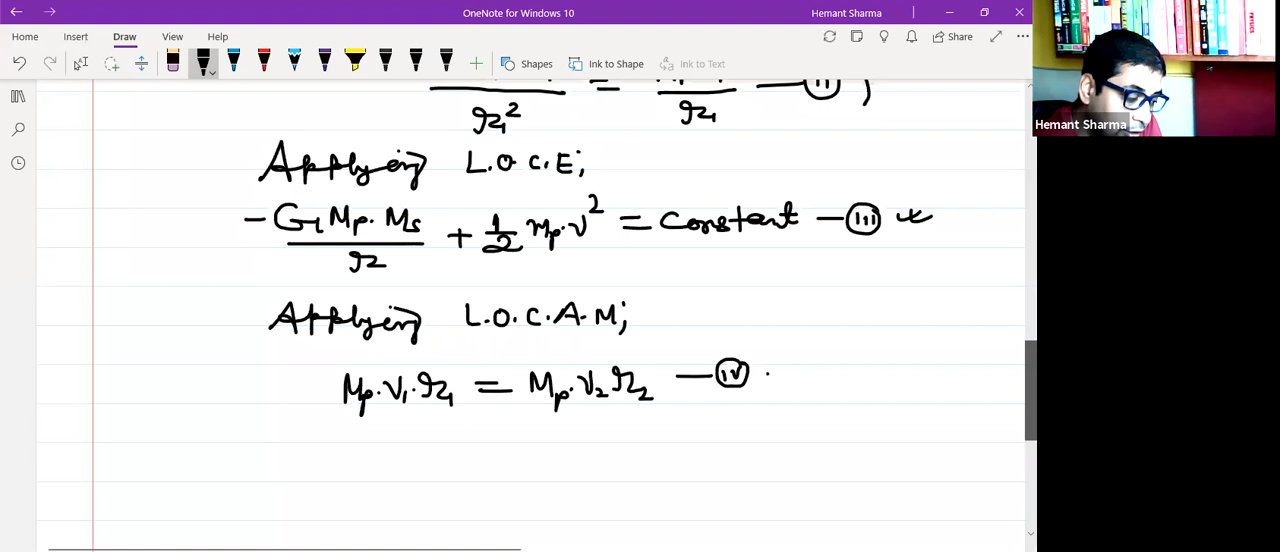 OneNote for Windows 10
Hemant Sharma
Home Insert Draw View Help
Share
Shapes Ink to Shape Ink to Text
Hemant Sharma
r₁² = r₁ — (ii) ;
Applying L.O.C.E;
- G Mp. Ms / r + 1/2 Mp.v² = Constant — (iii) *
Applying L.O.C.A.M;
Mp.V₁.r₁ = Mp.V₂r₂ — (iv) .